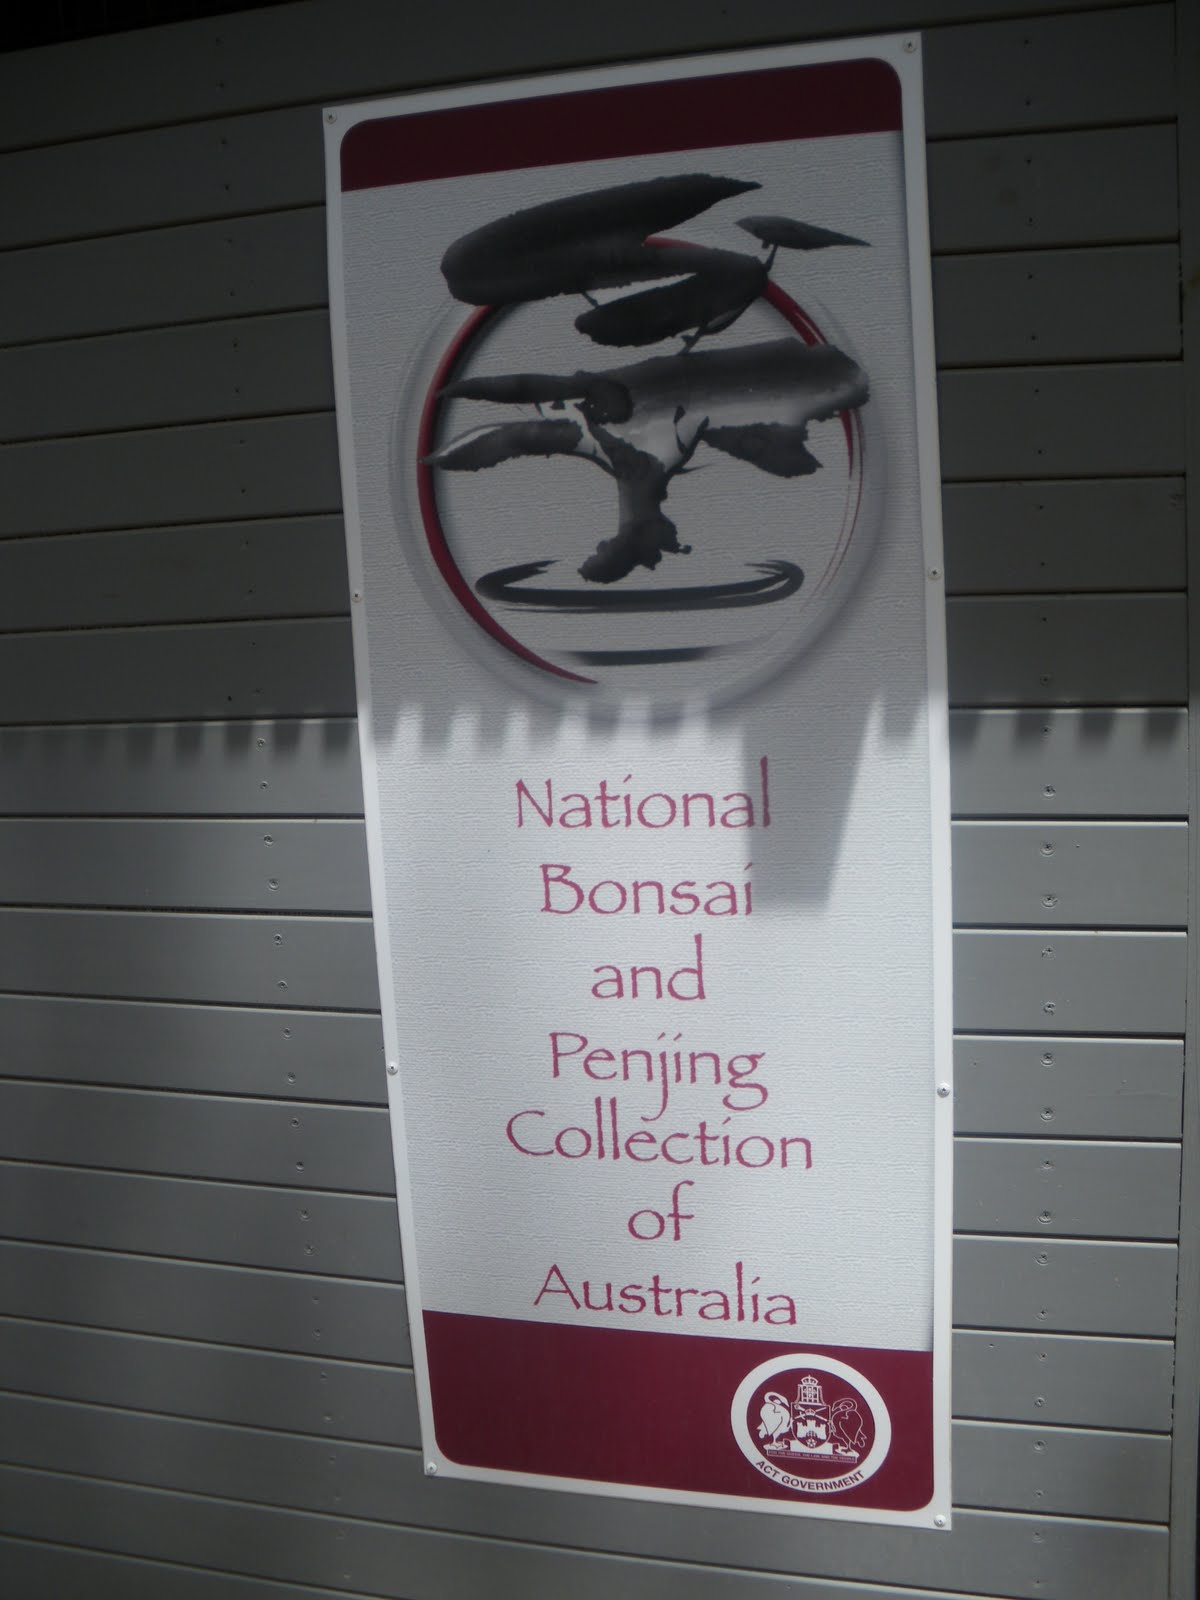 National
Bonsai
and
Penjing
Collection
of
Australia
ACT GOVERNMENT